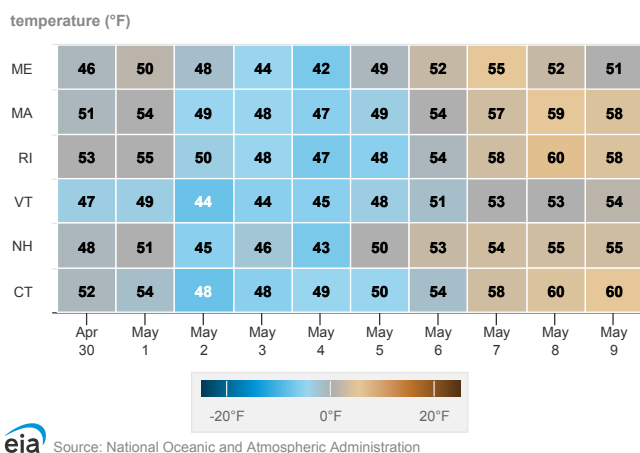 temperature (°F)
ME 46 50 48 44 42 49 52 55 52 51
MA 51 54 49 48 47 49 54 57 59 58
RI 53 55 50 48 47 48 54 58 60 58
VT 47 49 44 44 45 48 51 53 53 54
NH 48 51 45 46 43 50 53 54 55 55
CT 52 54 48 48 49 50 54 58 60 60
Apr May May May May May May May May May
30 1 2 3 4 5 6 7 8 9
-20°F 0°F 20°F
eia Source: National Oceanic and Atmospheric Administration